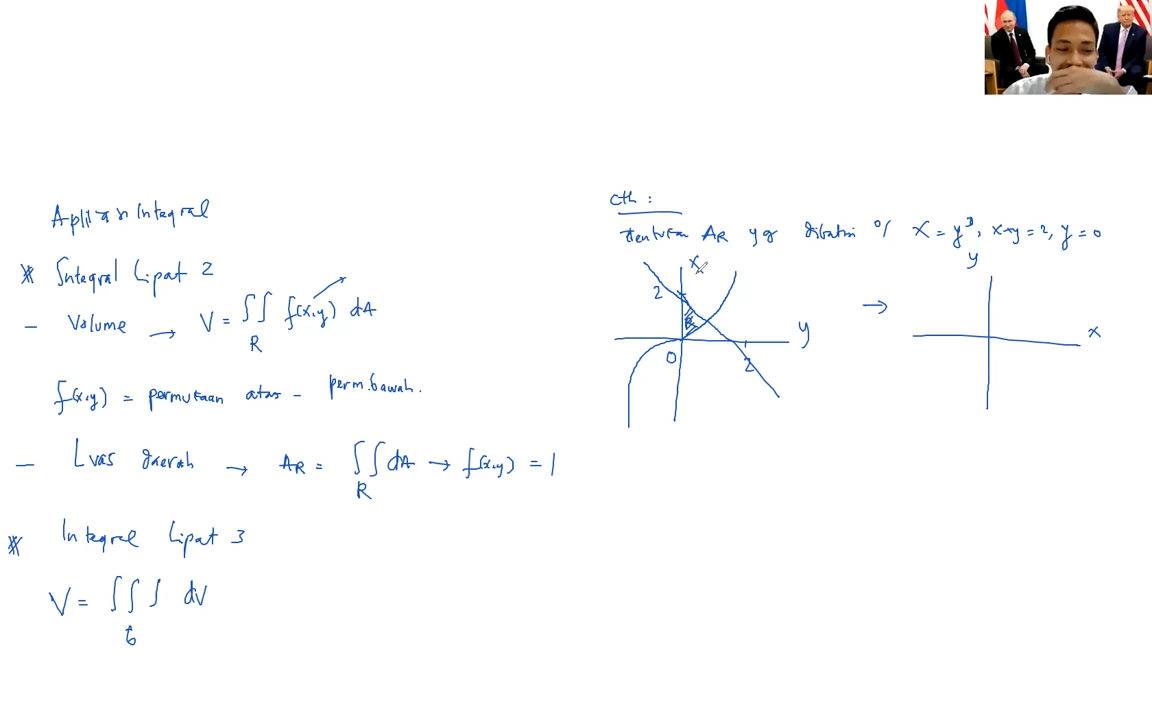 Aplikasi Integral
* Integral Lipat 2
- Volume → V = ∬ f(x,y) dA
R
f(x,y) = permukaan atas - perm. bawah.
- Luas daerah → AR = ∬ dA → f(x,y) = 1
R
* Integral Lipat 3
V = ∭ dV
G
Cth :
Tentukan AR yg dibatasi o/ x = y³, x+y = 2, y = 0
x
2
R
y
0
2
→
y
x